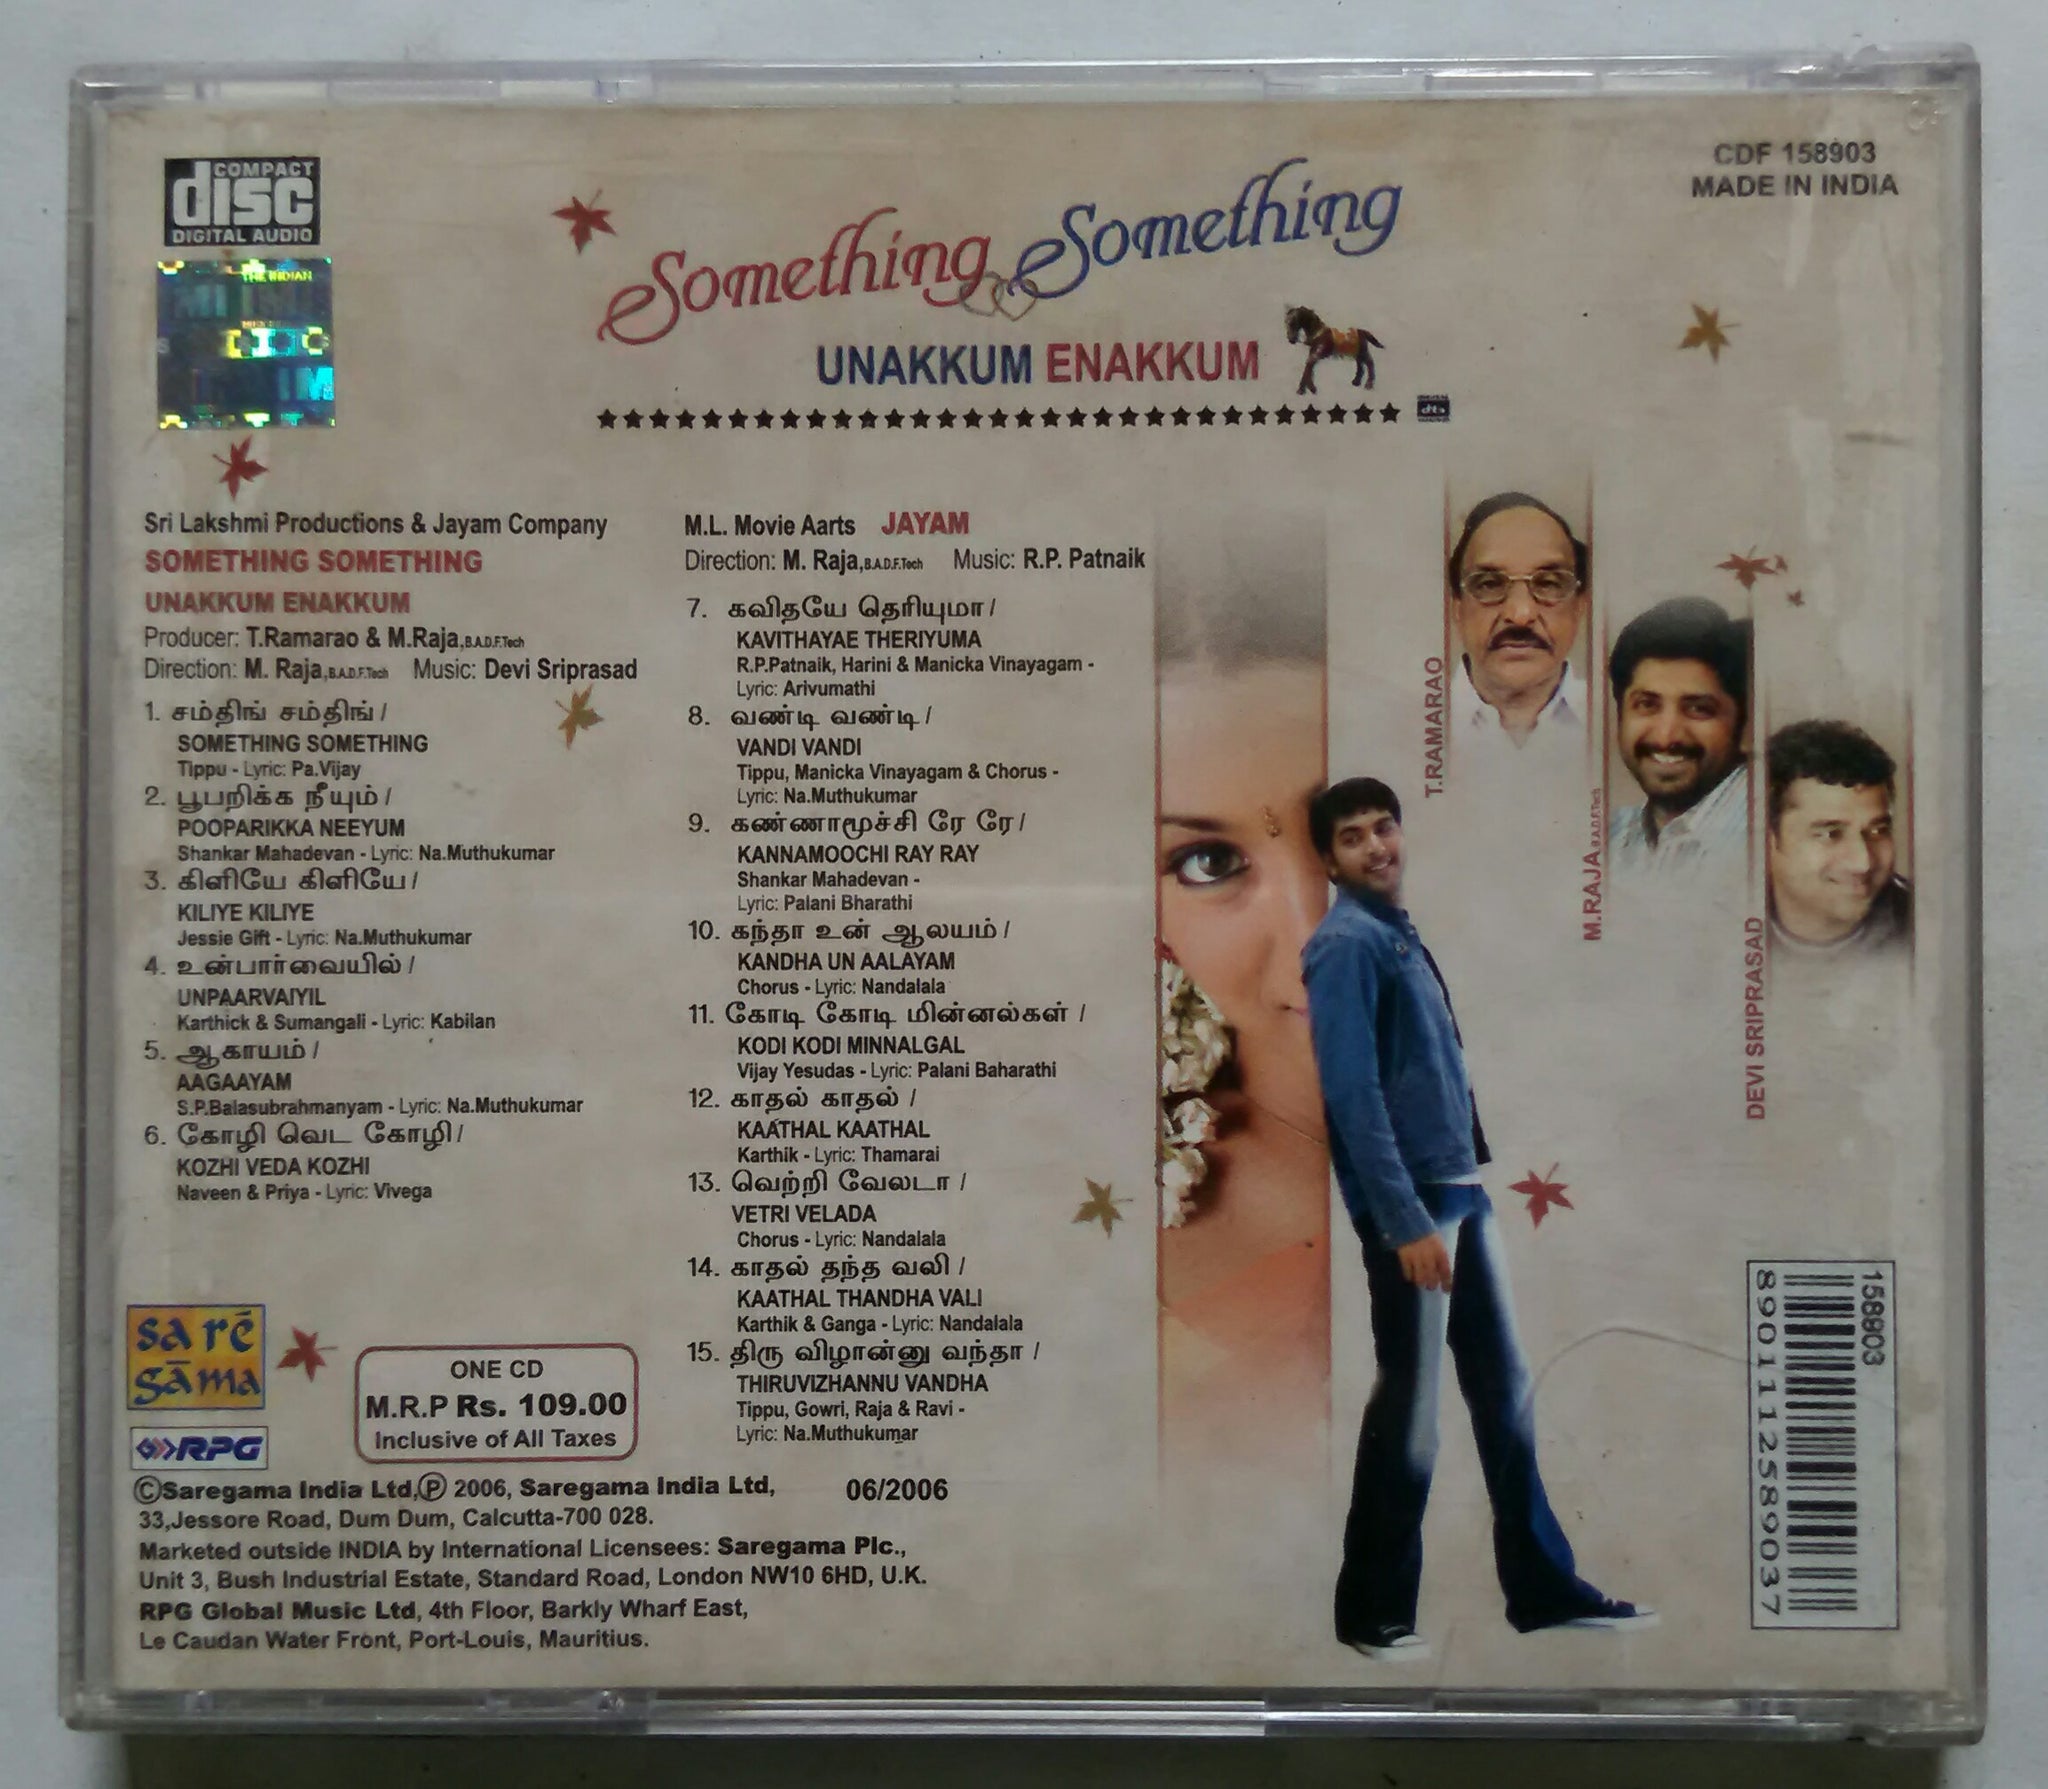 COMPACT
disc
DIGITAL AUDIO
THE INDIAN
CDF 158903
MADE IN INDIA
Something Something
UNAKKUM ENAKKUM
dts
Sri Lakshmi Productions & Jayam Company
SOMETHING SOMETHING
UNAKKUM ENAKKUM
Producer: T.Ramarao & M.Raja,B.A.D.F.Tech
Direction: M. Raja,B.A.D.F.Tech Music: Devi Sriprasad
1. சம்திங் சம்திங் /
SOMETHING SOMETHING
Tippu - Lyric: Pa.Vijay
2. பூபறிக்க நீயும் /
POOPARIKKA NEEYUM
Shankar Mahadevan - Lyric: Na.Muthukumar
3. கிளியே கிளியே /
KILIYE KILIYE
Jessie Gift - Lyric: Na.Muthukumar
4. உன்பார்வையில் /
UNPAARVAIYIL
Karthick & Sumangali - Lyric: Kabilan
5. ஆகாயம் /
AAGAAYAM
S.P.Balasubrahmanyam - Lyric: Na.Muthukumar
6. கோழி வெட கோழி /
KOZHI VEDA KOZHI
Naveen & Priya - Lyric: Vivega
M.L. Movie Aarts JAYAM
Direction: M. Raja,B.A.D.F.Tech Music: R.P. Patnaik
7. கவிதயே தெரியுமா /
KAVITHAYAE THERIYUMA
R.P.Patnaik, Harini & Manicka Vinayagam -
Lyric: Arivumathi
8. வண்டி வண்டி /
VANDI VANDI
Tippu, Manicka Vinayagam & Chorus -
Lyric: Na.Muthukumar
9. கண்ணாமூச்சி ரே ரே /
KANNAMOOCHI RAY RAY
Shankar Mahadevan -
Lyric: Palani Bharathi
10. கந்தா உன் ஆலயம் /
KANDHA UN AALAYAM
Chorus - Lyric: Nandalala
11. கோடி கோடி மின்னல்கள் /
KODI KODI MINNALGAL
Vijay Yesudas - Lyric: Palani Baharathi
12. காதல் காதல் /
KAATHAL KAATHAL
Karthik - Lyric: Thamarai
13. வெற்றி வேலடா /
VETRI VELADA
Chorus - Lyric: Nandalala
14. காதல் தந்த வலி /
KAATHAL THANDHA VALI
Karthik & Ganga - Lyric: Nandalala
15. திரு விழான்னு வந்தா /
THIRUVIZHANNU VANDHA
Tippu, Gowri, Raja & Ravi -
Lyric: Na.Muthukumar
T.RAMARAO
M.RAJA B.A.D.F.Tech
DEVI SRIPRASAD
sa re
gāma
RPG
ONE CD
M.R.P Rs. 109.00
Inclusive of All Taxes
©Saregama India Ltd,Ⓟ 2006, Saregama India Ltd, 06/2006
33,Jessore Road, Dum Dum, Calcutta-700 028.
Marketed outside INDIA by International Licensees: Saregama Plc.,
Unit 3, Bush Industrial Estate, Standard Road, London NW10 6HD, U.K.
RPG Global Music Ltd, 4th Floor, Barkly Wharf East,
Le Caudan Water Front, Port-Louis, Mauritius.
158903
8901112589037